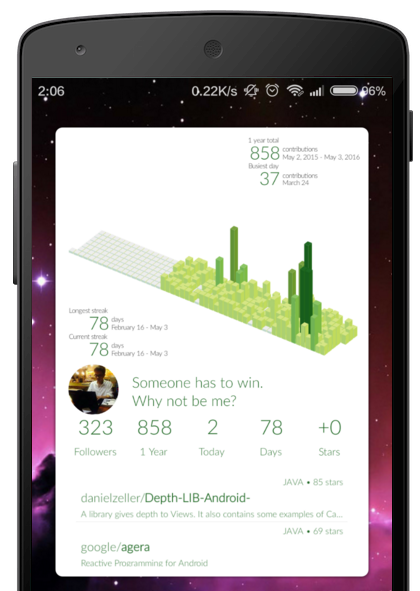 2:06 0.22K/s 96%
1 year total
858 contributions
May 2, 2015 - May 3, 2016
Busiest day
37 contributions
March 24
Longest streak
78 days
February 16 - May 3
Current streak
78 days
February 16 - May 3
Someone has to win.
Why not be me?
323 858 2 78 +0
Followers 1 Year Today Days Stars
JAVA • 85 stars
danielzeller/Depth-LIB-Android-
A library gives depth to Views. It also contains some examples of Ca...
JAVA • 69 stars
google/agera
Reactive Programming for Android